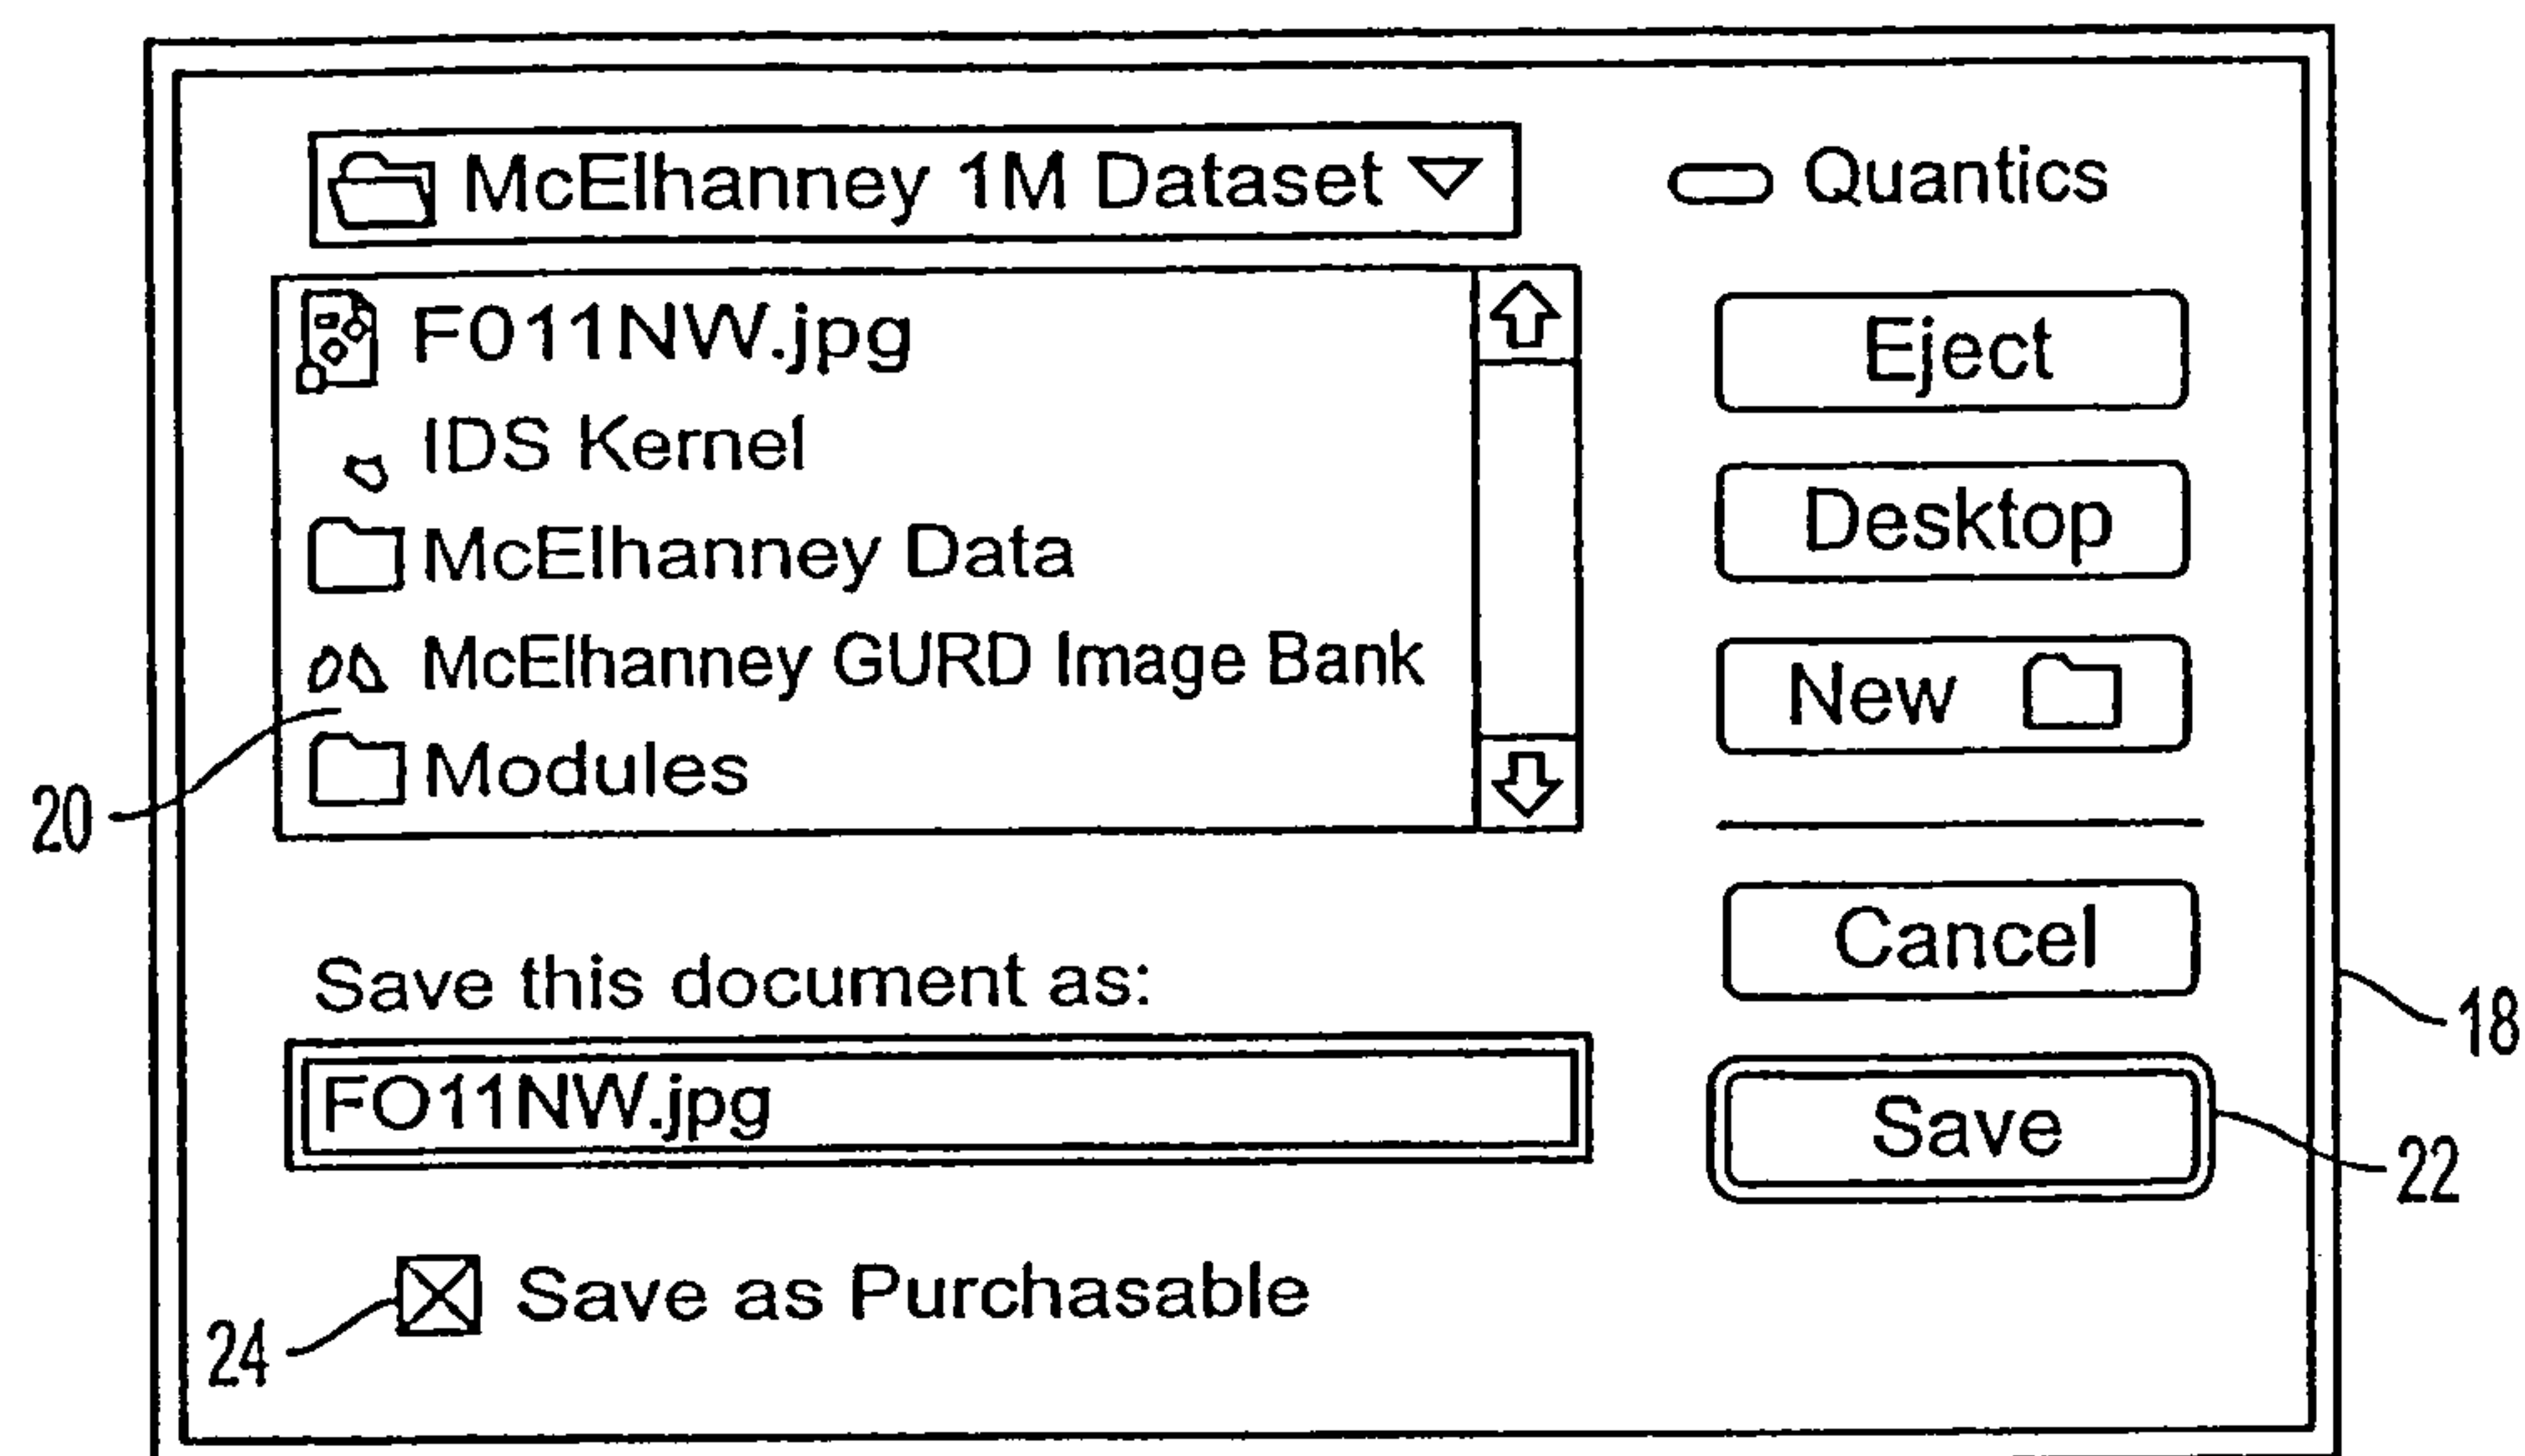 McElhanney 1M Dataset
Quantics
F011NW.jpg
IDS Kernel
McElhanney Data
McElhanney GURD Image Bank
Modules
Eject
Desktop
New
Cancel
Save this document as:
FO11NW.jpg
Save
Save as Purchasable
20
18
22
24